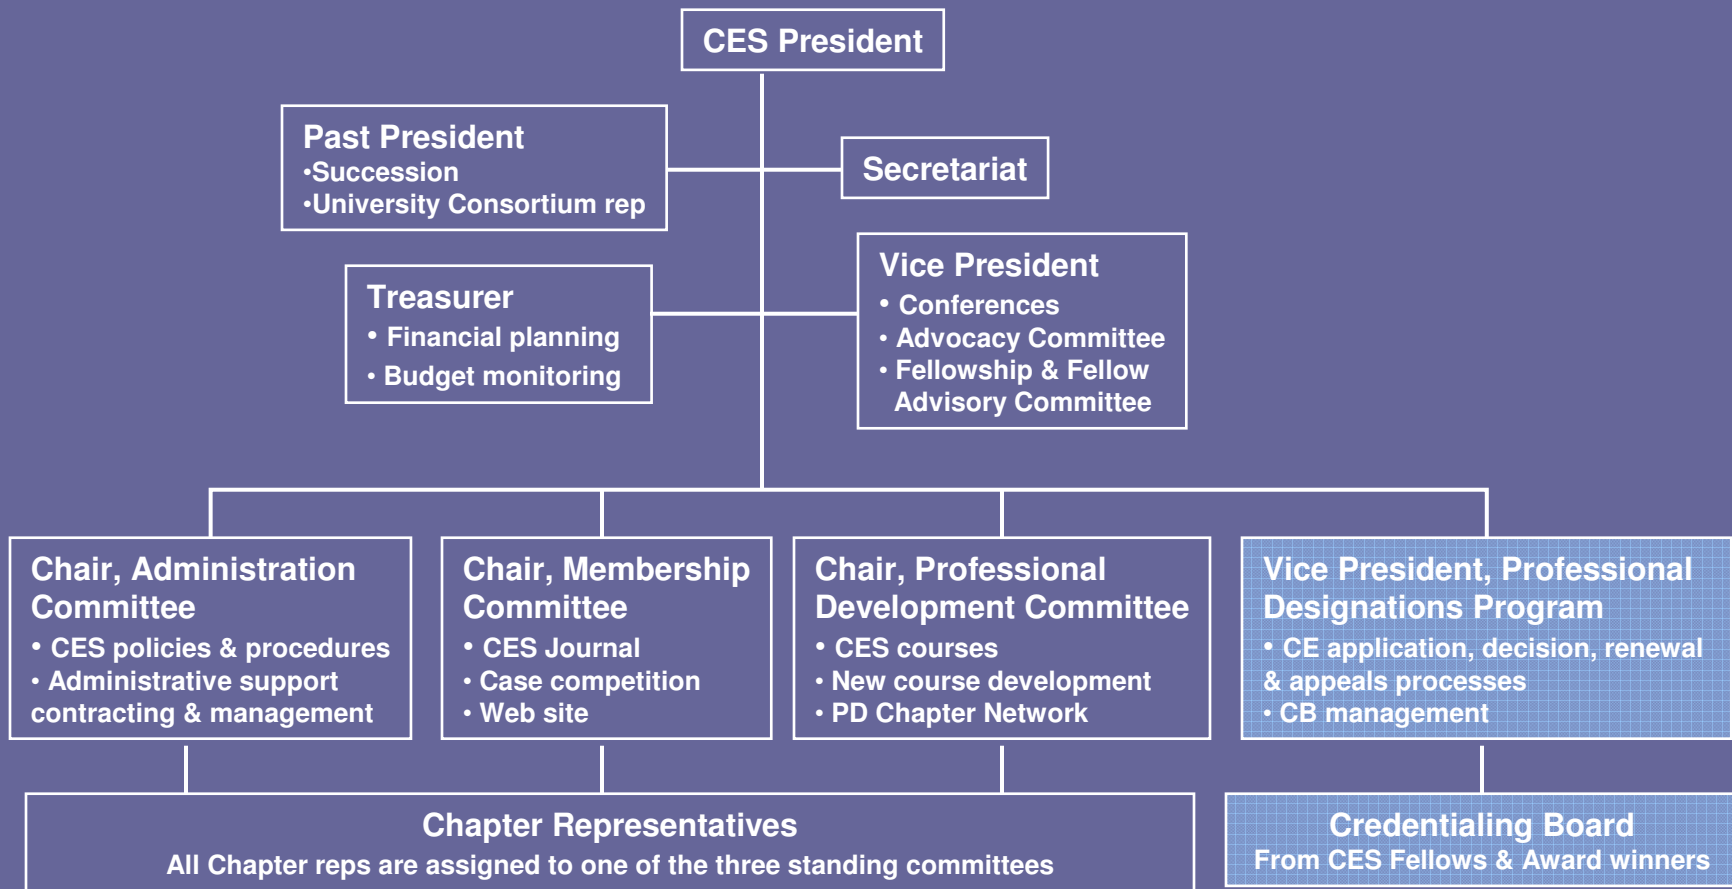 CES President
Past President
•Succession
•University Consortium rep
Secretariat
Treasurer
• Financial planning
• Budget monitoring
Vice President
• Conferences
• Advocacy Committee
• Fellowship & Fellow
Advisory Committee
Chair, Administration
Committee
• CES policies & procedures
• Administrative support
contracting & management
Chair, Membership
Committee
• CES Journal
• Case competition
• Web site
Chair, Professional
Development Committee
• CES courses
• New course development
• PD Chapter Network
Vice President, Professional
Designations Program
• CE application, decision, renewal
& appeals processes
• CB management
Chapter Representatives
All Chapter reps are assigned to one of the three standing committees
Credentialing Board
From CES Fellows & Award winners